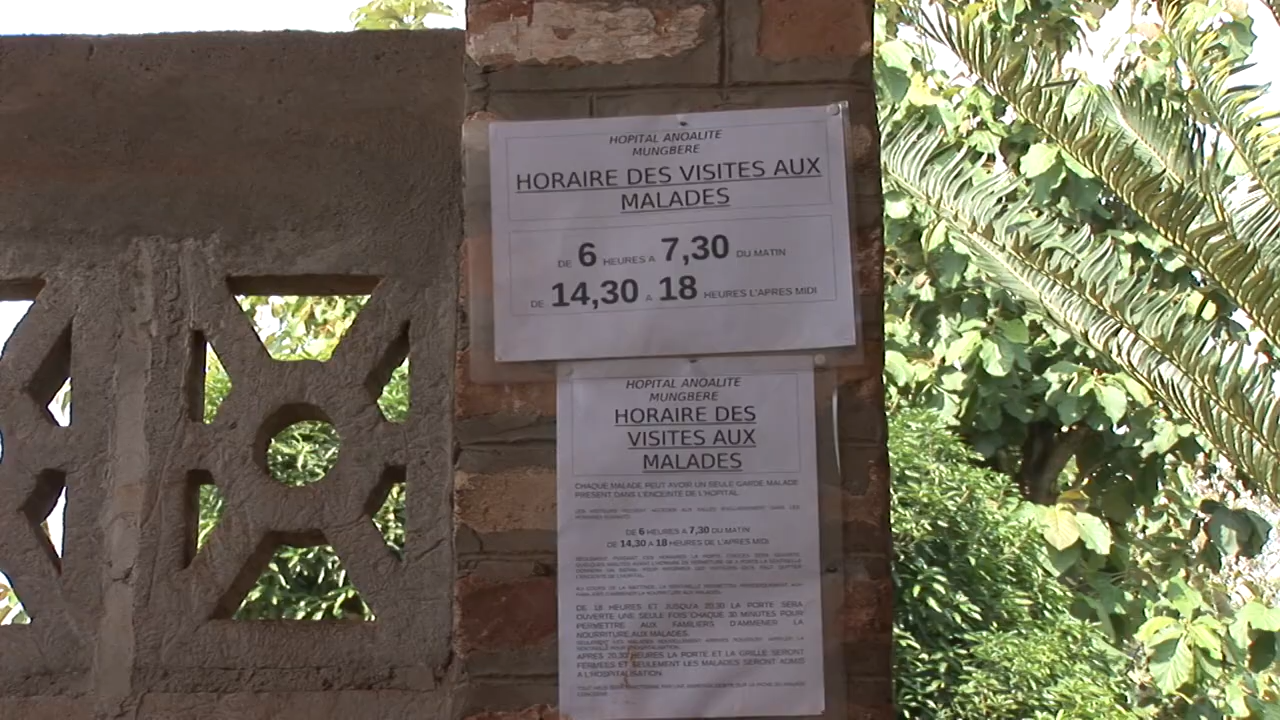 HOPITAL ANOALITE
MUNGBERE
HORAIRE DES VISITES AUX
MALADES
DE 6 HEURES A 7,30 DU MATIN
DE 14,30 A 18 HEURES L'APRES MIDI
HOPITAL ANOALITE
MUNGBERE
HORAIRE DES
VISITES AUX
MALADES
CHAQUE MALADE PEUT AVOIR UN SEULE GARDE MALADE
PRESENT DANS L'ENCEINTE DE L'HOPITAL.
DE 6 HEURES A 7,30 DU MATIN
DE 14,30 A 18 HEURES DE L'APRES MIDI
DE 18 HEURES ET JUSQU'A 20:30 LA PORTE SERA
OUVERTE UNE SEULE FOIS CHAQUE 30 MINUTES POUR
PERMETTRE AUX FAMILIERS D'AMMENER LA
NOURRITURE AUX MALADES.
APRES 20,30 HEURES LA PORTE ET LA GRILLE SERONT
FERMEES ET SEULEMENT LES MALADES SERONT ADMIS
A L'HOSPITALISATION